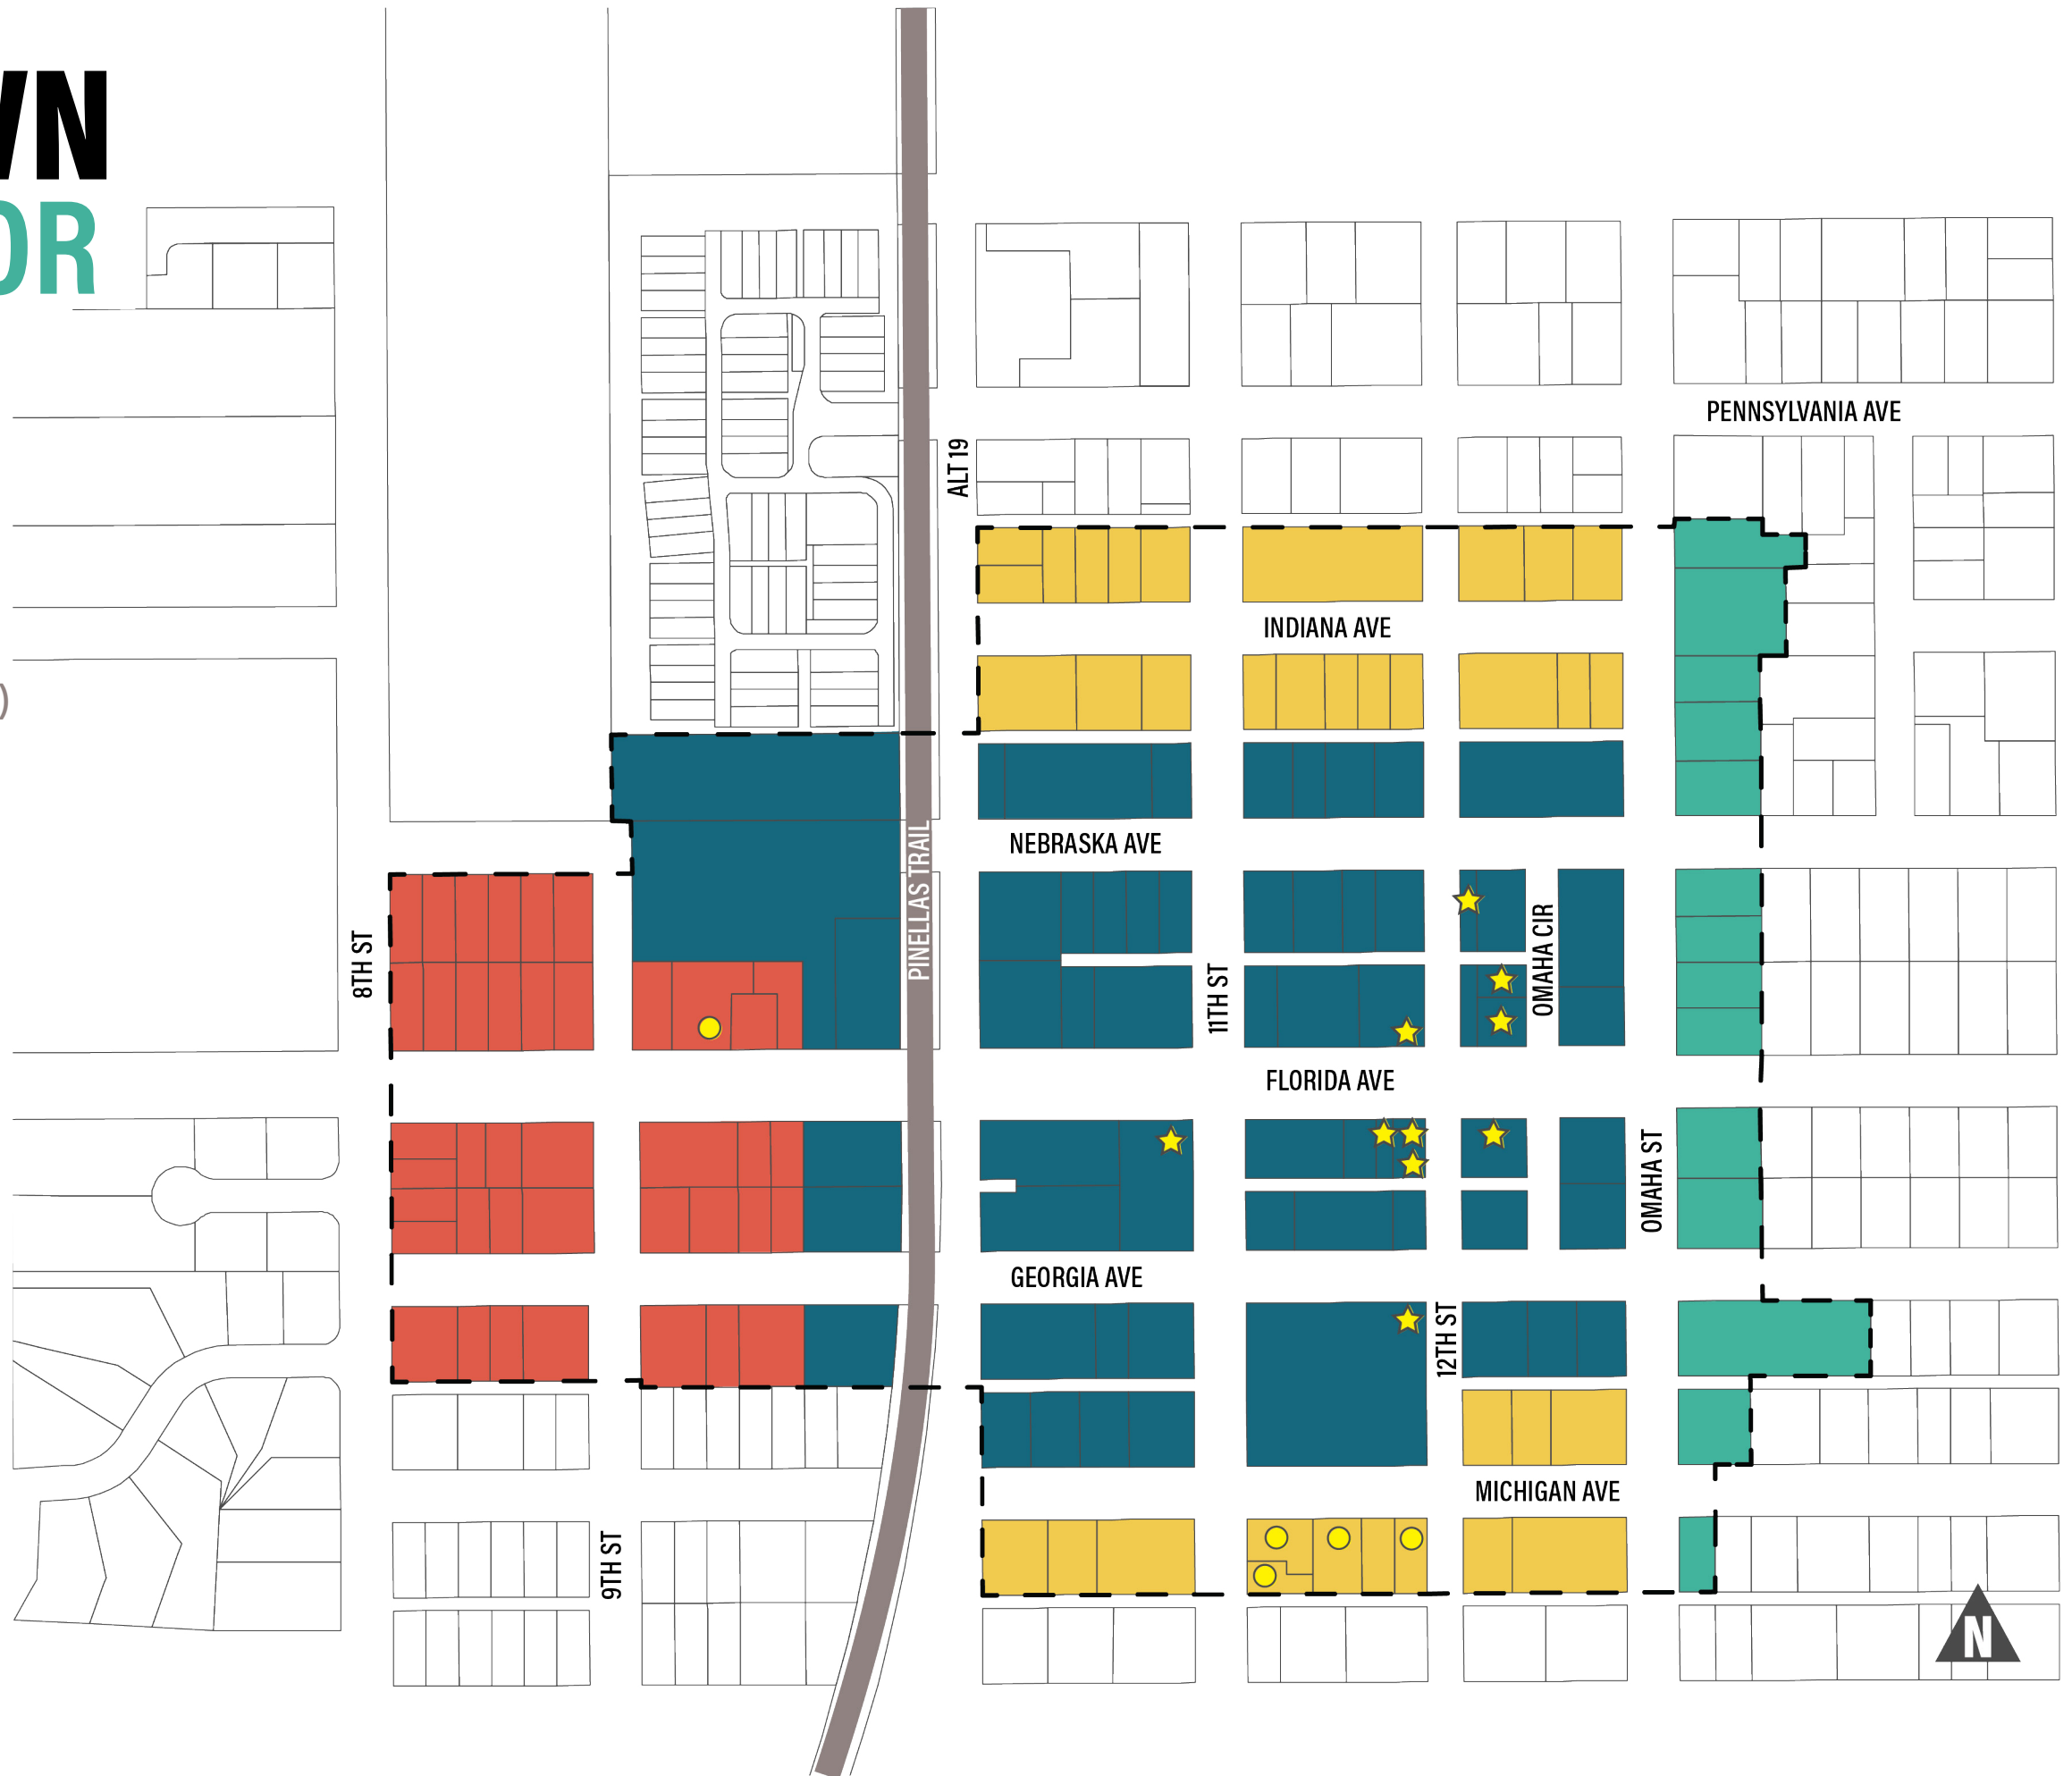 WN
OR
)
PENNSYLVANIA AVE
ALT 19
INDIANA AVE
NEBRASKA AVE
PINELLAS TRAIL
8TH ST
11TH ST
OMAHA CIR
FLORIDA AVE
OMAHA ST
GEORGIA AVE
12TH ST
MICHIGAN AVE
9TH ST
N